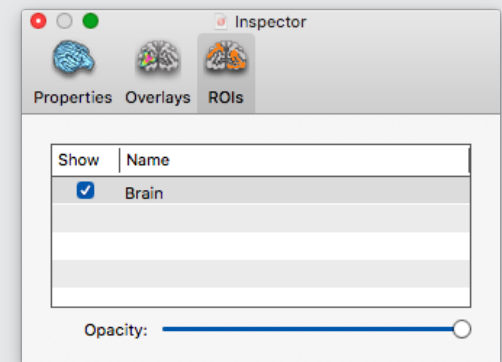 Inspector
Properties Overlays ROIs
Show Name
Brain
Opacity: